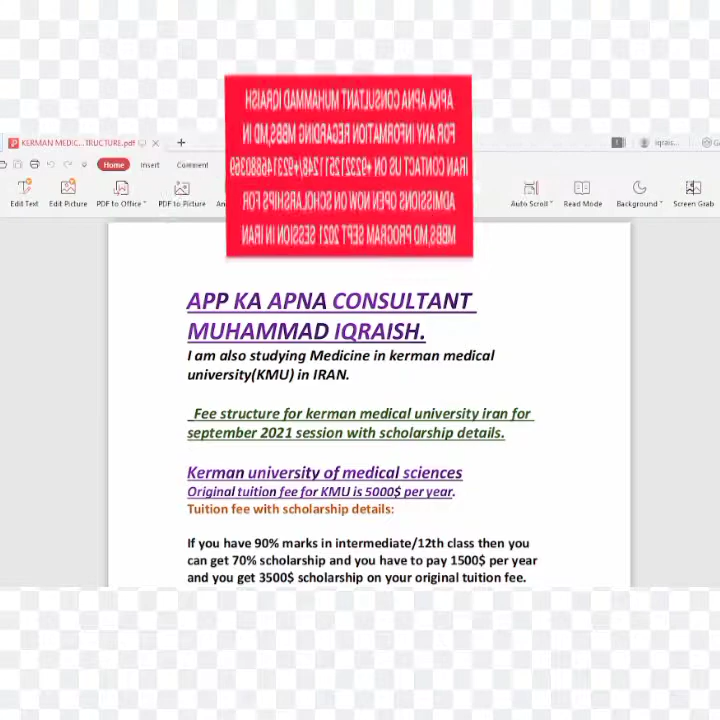 APKA APNA CONSULTANT MUHAMMAD IQRAISH
FOR ANY INFORMATION REGARDING MBBS,MD IN
IRAN CONTACT US ON +923212511248/+923146880369
ADMISSIONS OPEN NOW ON SCHOLARSHIPS FOR
MBBS,MD PROGRAM SEPT 2021 SESSION IN IRAN
KERMAN MEDIC...TRUCTURE.pdf
iqrais...
Home Insert Comment
Edit Text Edit Picture PDF to Office PDF to Picture Auto Scroll Read Mode Background Screen Grab
APP KA APNA CONSULTANT
MUHAMMAD IQRAISH.
I am also studying Medicine in kerman medical
university(KMU) in IRAN.
Fee structure for kerman medical university iran for
september 2021 session with scholarship details.
Kerman university of medical sciences
Original tuition fee for KMU is 5000$ per year.
Tuition fee with scholarship details:
If you have 90% marks in intermediate/12th class then you
can get 70% scholarship and you have to pay 1500$ per year
and you get 3500$ scholarship on your original tuition fee.